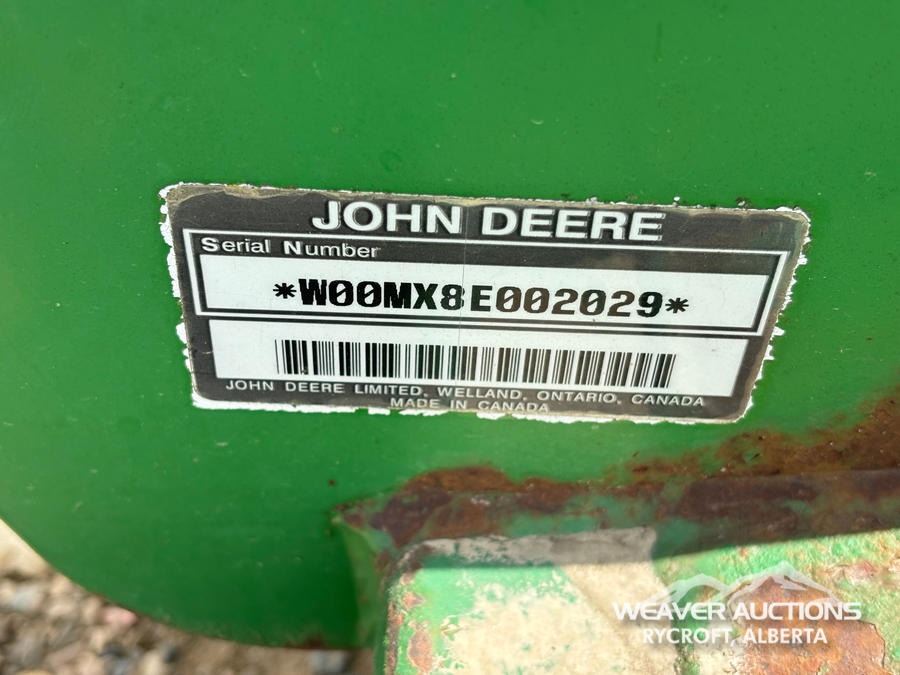 JOHN DEERE
Serial Number
*W00MX8E002029*
JOHN DEERE LIMITED, WELLAND, ONTARIO, CANADA
MADE IN CANADA
WEAVER AUCTIONS
RYCROFT, ALBERTA